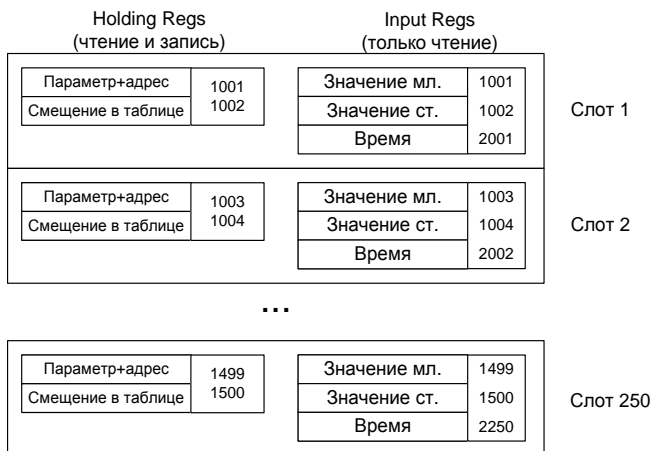 Holding Regs Input Regs
(чтение и запись) (только чтение)
Параметр+адрес 1001 Значение мл. 1001
Смещение в таблице 1002 Значение ст. 1002 Слот 1
Время 2001
Параметр+адрес 1003 Значение мл. 1003
Смещение в таблице 1004 Значение ст. 1004 Слот 2
Время 2002
...
Параметр+адрес 1499 Значение мл. 1499
Смещение в таблице 1500 Значение ст. 1500 Слот 250
Время 2250